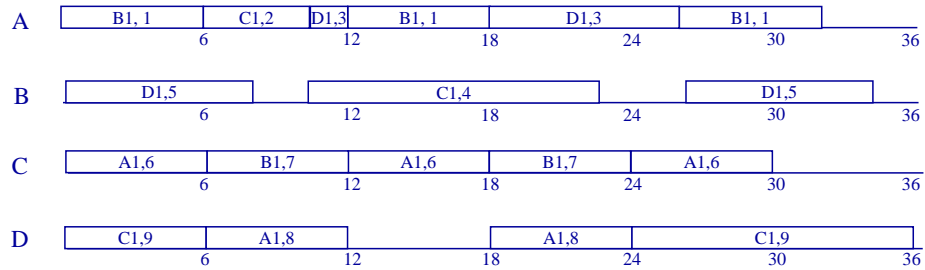 A B1, 1 C1,2 D1,3 B1, 1 D1,3 B1, 1
6 12 18 24 30 36
B D1,5 C1,4 D1,5
6 12 18 24 30 36
C A1,6 B1,7 A1,6 B1,7 A1,6
6 12 18 24 30 36
D C1,9 A1,8 A1,8 C1,9
6 12 18 24 30 36